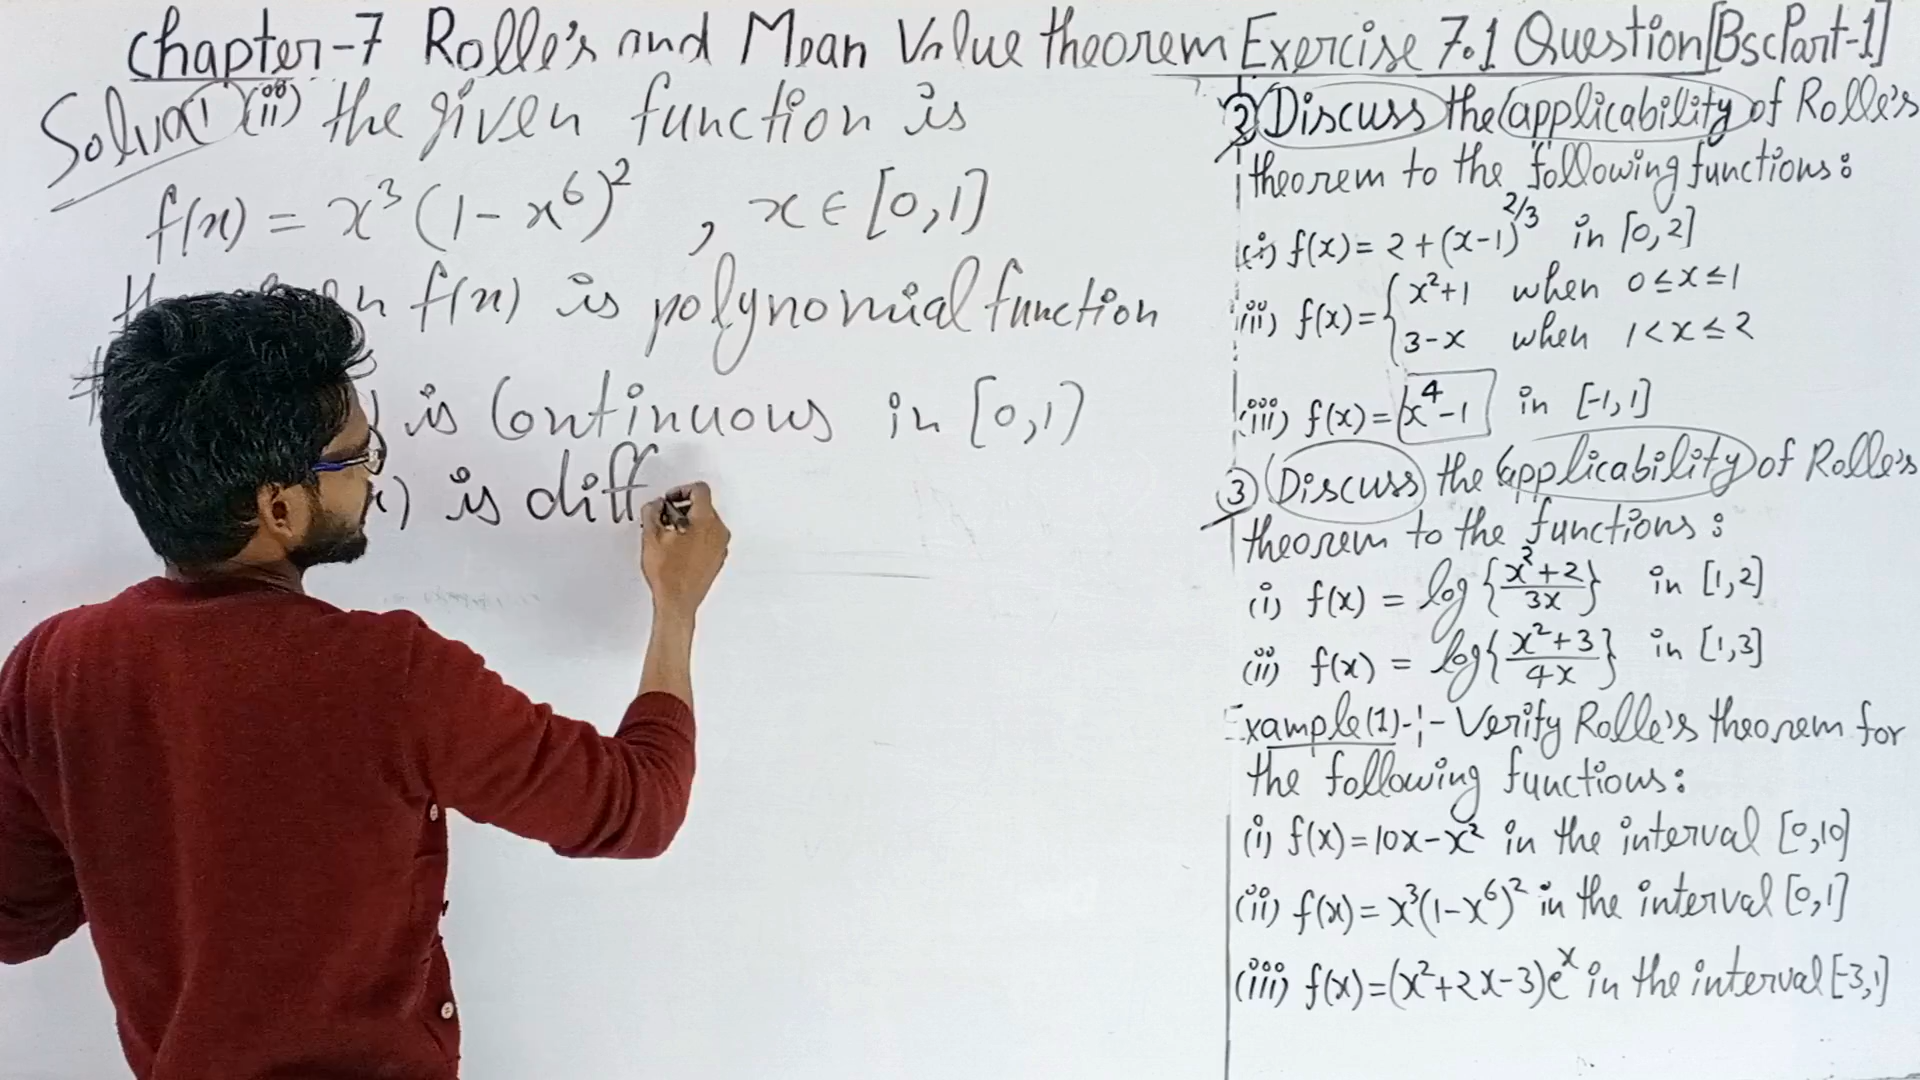 Chapter-7 Rolle's and Mean Value theorem Exercise 7.1 Question[BscPart-1]
Solun 1 (ii) the given function is
f(x) = x³(1-x⁶)² , x∈[0,1]
f(x) is polynomial function
is Continuous in [0,1)
x) is diff
② Discuss the applicability of Rolle's
theorem to the following functions:
(i) f(x) = 2+(x-1)^2/3 in [0,2]
(ii) f(x) = { x²+1 when 0≤x≤1
3-x when 1<x≤2
(iii) f(x) = x⁴-1 in [-1,1]
③ Discuss the applicability of Rolle's
theorem to the functions:
(i) f(x) = log{x²+2/3x} in [1,2]
(ii) f(x) = log{x²+3/4x} in [1,3]
Example(1)-:- Verify Rolle's theorem for
the following functions:
(i) f(x)=10x-x² in the interval [0,10]
(ii) f(x) = x³(1-x⁶)² in the interval [0,1]
(iii) f(x)=(x²+2x-3)eˣ in the interval [-3,1]